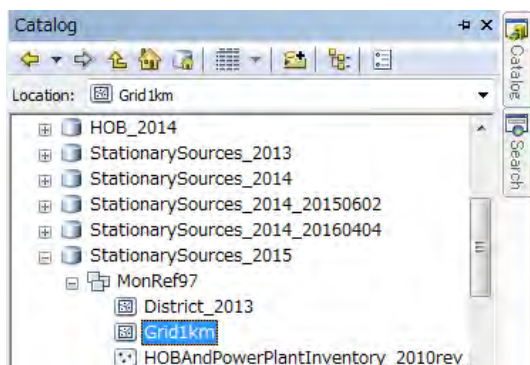 Catalog
Location: Grid1km
HOB_2014
StationarySources_2013
StationarySources_2014
StationarySources_2014_20150602
StationarySources_2014_20160404
StationarySources_2015
MonRef97
District_2013
Grid1km
HOBAndPowerPlantInventory_2010rev
Catalog
Search